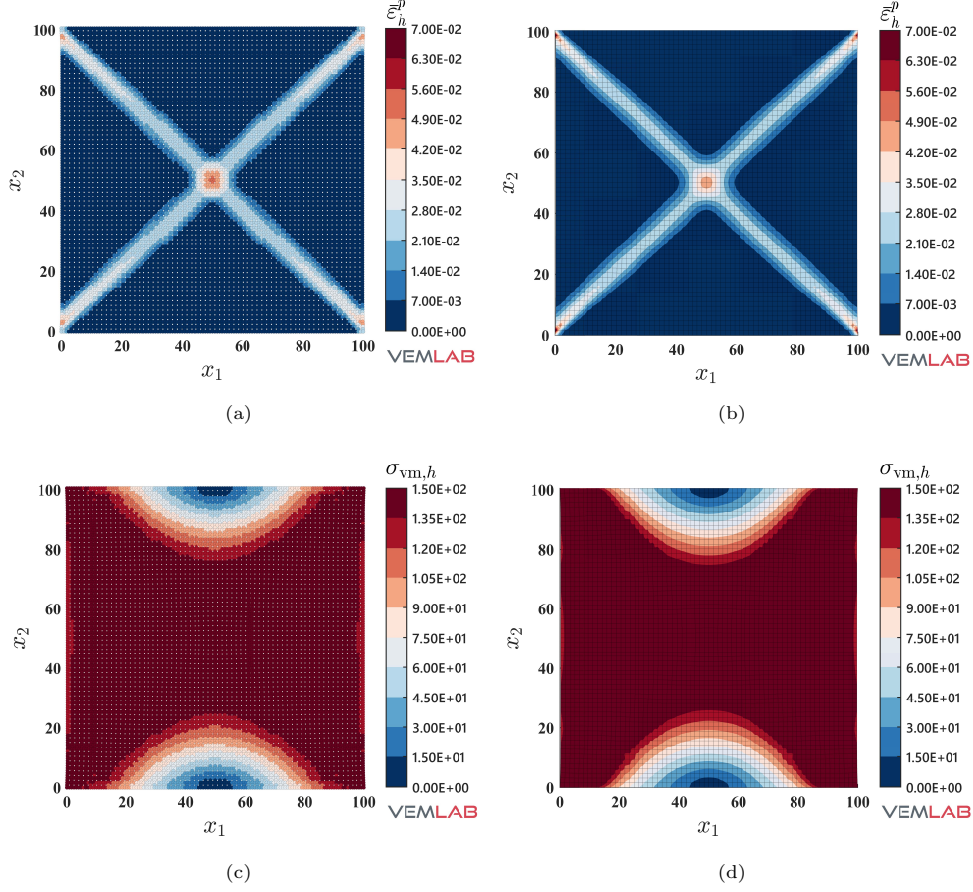 ε̄ₕᵖ
7.00E-02
6.30E-02
5.60E-02
4.90E-02
4.20E-02
3.50E-02
2.80E-02
2.10E-02
1.40E-02
7.00E-03
0.00E+00
VEMLAB
100
80
60
40
20
0
x₂
0 20 40 60 80 100
x₁
(a)
ε̄ₕᵖ
7.00E-02
6.30E-02
5.60E-02
4.90E-02
4.20E-02
3.50E-02
2.80E-02
2.10E-02
1.40E-02
7.00E-03
0.00E+00
VEMLAB
100
80
60
40
20
0
x₂
0 20 40 60 80 100
x₁
(b)
σvm,h
1.50E+02
1.35E+02
1.20E+02
1.05E+02
9.00E+01
7.50E+01
6.00E+01
4.50E+01
3.00E+01
1.50E+01
0.00E+00
VEMLAB
100
80
60
40
20
0
x₂
0 20 40 60 80 100
x₁
(c)
σvm,h
1.50E+02
1.35E+02
1.20E+02
1.05E+02
9.00E+01
7.50E+01
6.00E+01
4.50E+01
3.00E+01
1.50E+01
0.00E+00
VEMLAB
100
80
60
40
20
0
x₂
0 20 40 60 80 100
x₁
(d)